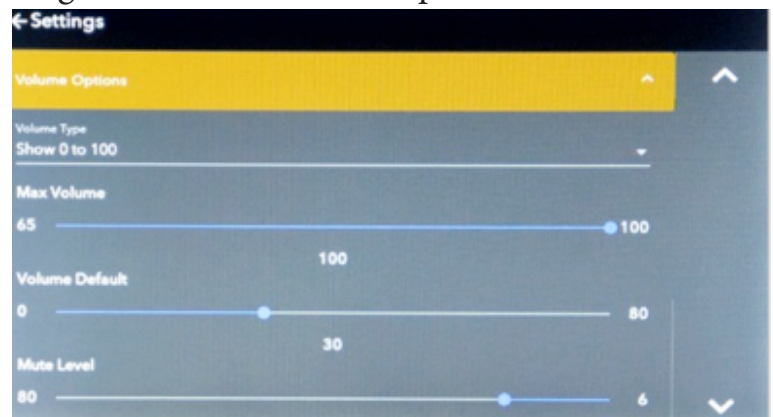 ←Settings
Volume Options
Volume Type
Show 0 to 100
Max Volume
65 100
100
Volume Default
0 80
30
Mute Level
80 6